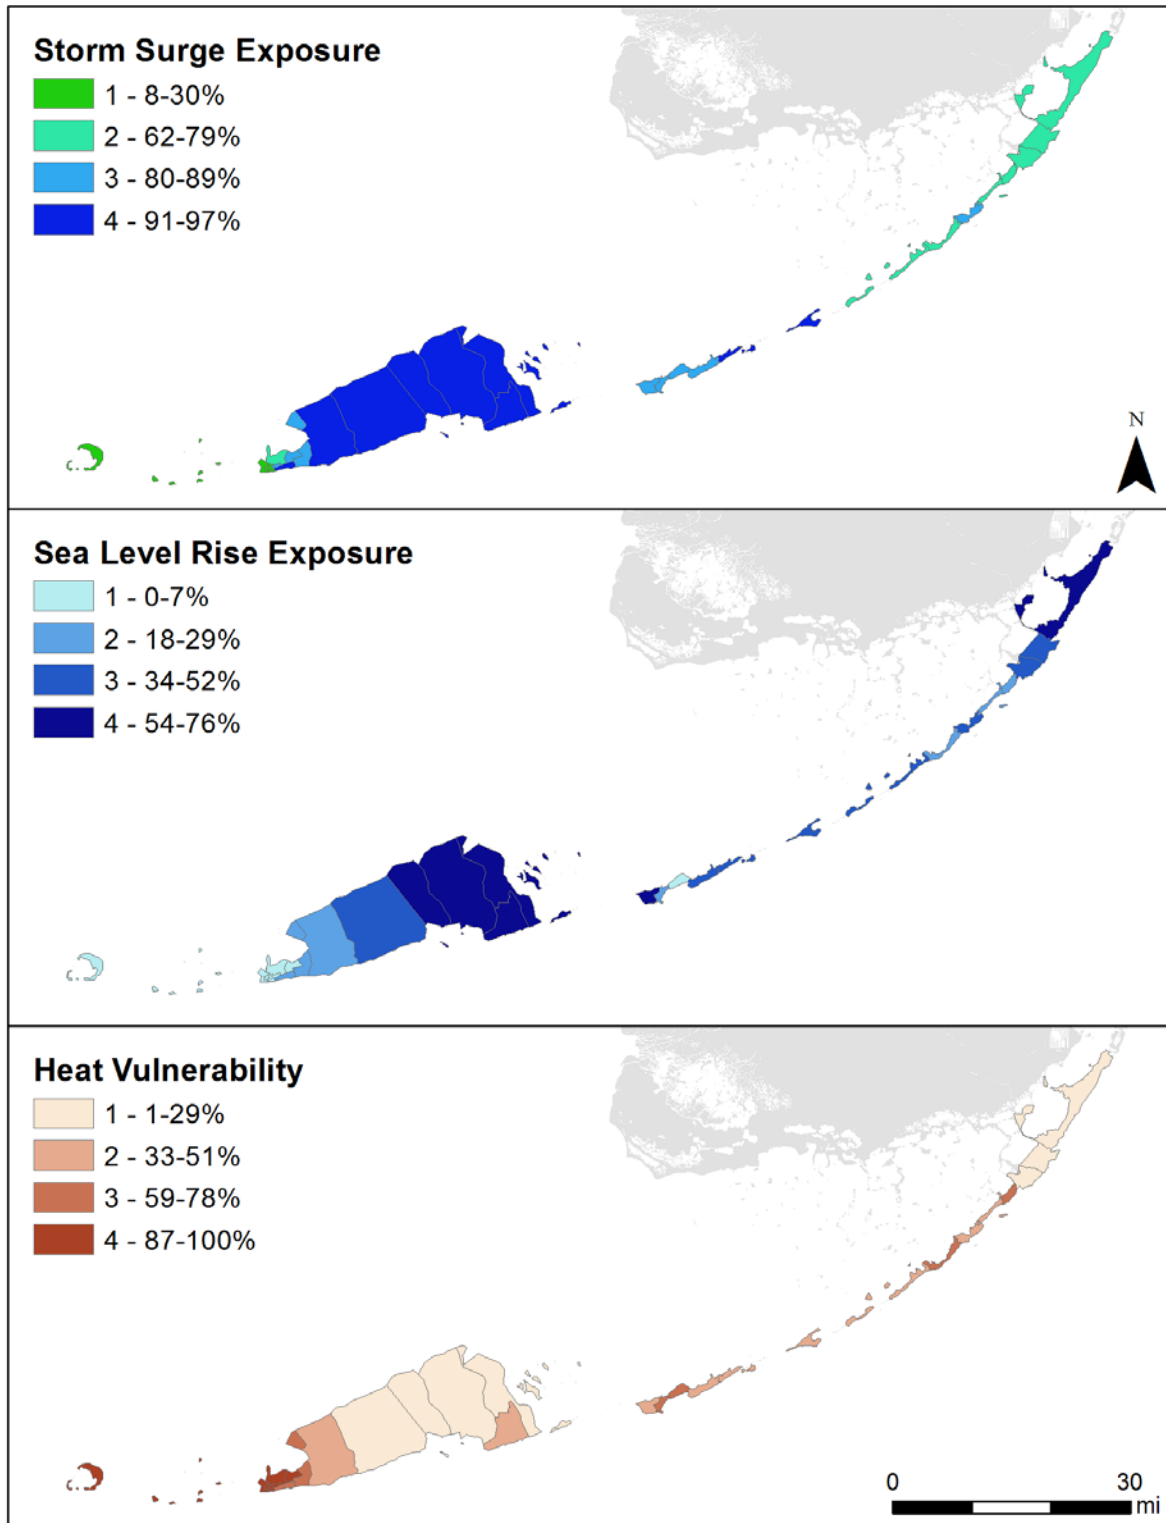 Storm Surge Exposure
1 - 8-30%
2 - 62-79%
3 - 80-89%
4 - 91-97%
N
Sea Level Rise Exposure
1 - 0-7%
2 - 18-29%
3 - 34-52%
4 - 54-76%
Heat Vulnerability
1 - 1-29%
2 - 33-51%
3 - 59-78%
4 - 87-100%
0 30
mi